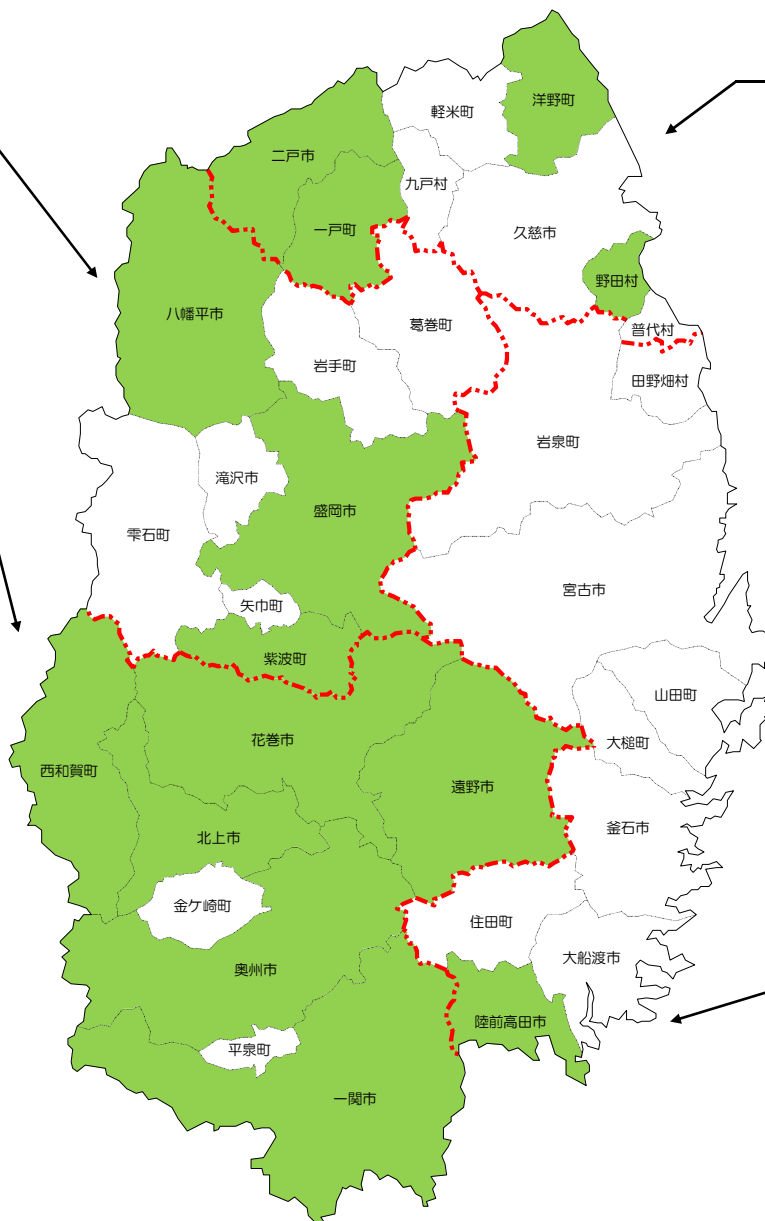 洋野町
軽米町
二戸市
九戸村
一戸町
久慈市
野田村
八幡平市
葛巻町
普代村
岩手町
田野畑村
岩泉町
滝沢市
盛岡市
雫石町
宮古市
矢巾町
紫波町
山田町
花巻市
大槌町
西和賀町
遠野市
釜石市
北上市
金ケ崎町
住田町
大船渡市
奥州市
陸前高田市
平泉町
一関市